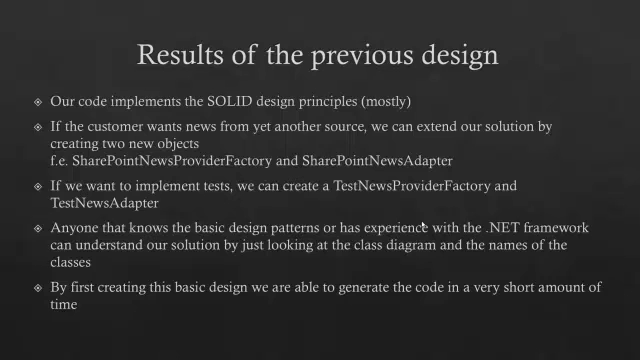 Results of the previous design
Our code implements the SOLID design principles (mostly)
If the customer wants news from yet another source, we can extend our solution by
creating two new objects
f.e. SharePointNewsProviderFactory and SharePointNewsAdapter
If we want to implement tests, we can create a TestNewsProviderFactory and
TestNewsAdapter
Anyone that knows the basic design patterns or has experience with the .NET framework
can understand our solution by just looking at the class diagram and the names of the
classes
By first creating this basic design we are able to generate the code in a very short amount of
time